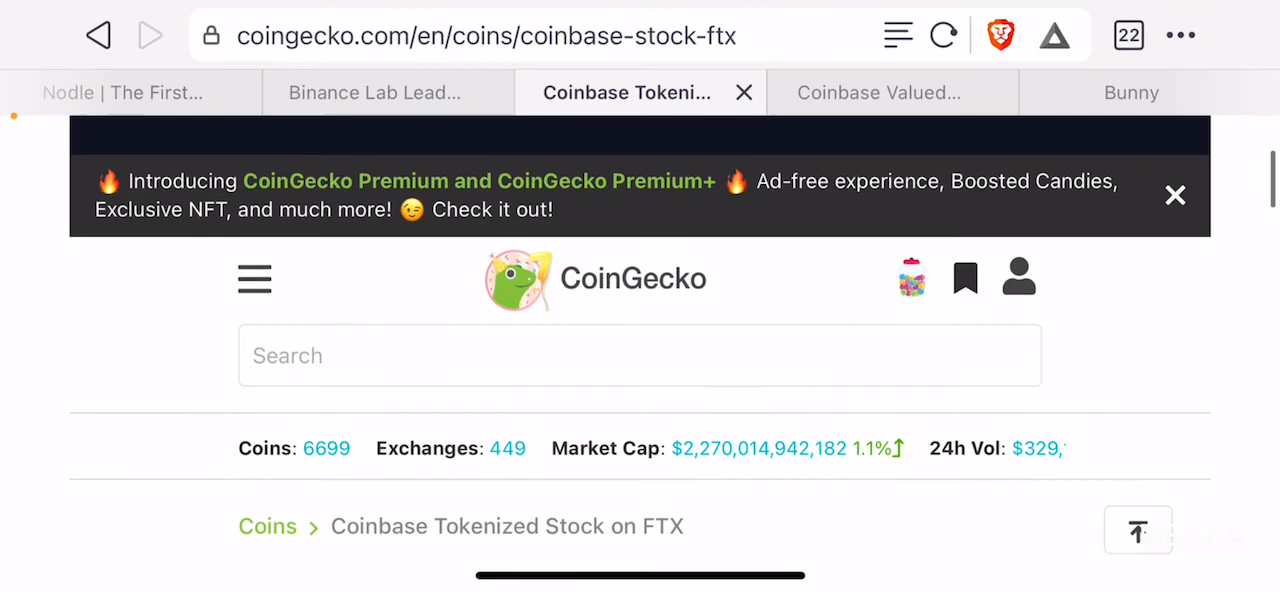 coingecko.com/en/coins/coinbase-stock-ftx
22
Nodle | The First...
Binance Lab Lead...
Coinbase Tokeni...
Coinbase Valued...
Bunny
🔥 Introducing CoinGecko Premium and CoinGecko Premium+ 🔥 Ad-free experience, Boosted Candies,
Exclusive NFT, and much more! 😉 Check it out!
CoinGecko
Search
Coins: 6699 Exchanges: 449 Market Cap: $2,270,014,942,182 1.1% 24h Vol: $329,
Coins > Coinbase Tokenized Stock on FTX